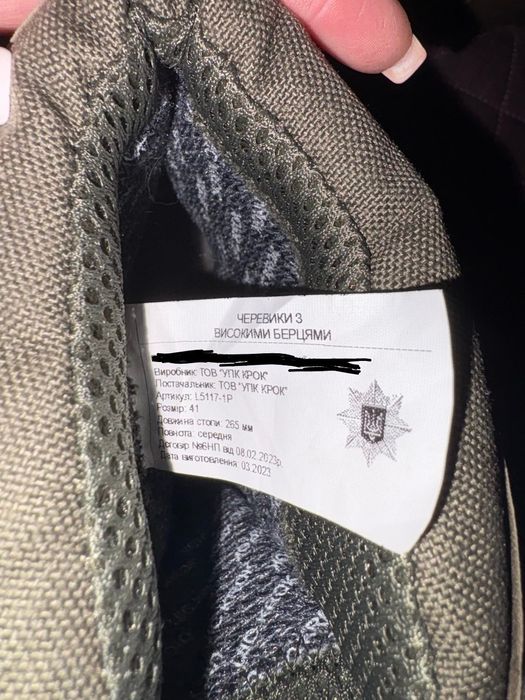 ЧЕРЕВИКИ З
ВИСОКИМИ БЕРЦЯМИ
Виробник: ТОВ "УПК КРОК"
Постачальник: ТОВ "УПК КРОК"
Артикул: L5117-1P
Розмір: 41
Довжина стопи: 265 мм
Повнота: середня
Договір №6НП від 08.02.2023р.
Дата виготовлення: 03.2023